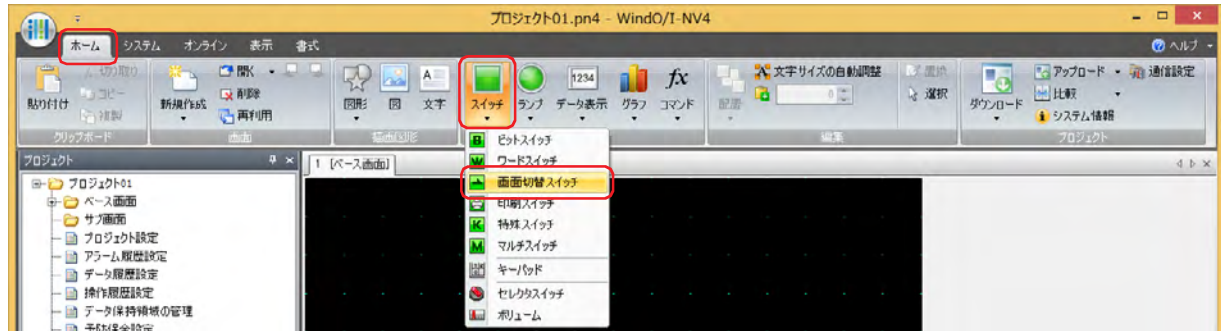 プロジェクト01.pn4 - WindO/I-NV4
ホーム システム オンライン 表示 書式 ヘルプ
切り取り 開く 文字サイズの自動調整 置換 アップロード 通信設定
貼り付け コピー 新規作成 削除 図形 図 文字 スイッチ ランプ データ表示 グラフ コマンド 配置 0 選択 ダウンロード 比較
複製 再利用 システム情報
クリップボード 画面 描画図形 編集 プロジェクト
A 1234 fx
プロジェクト
1 [ベース画面]
プロジェクト01
ベース画面
サブ画面
プロジェクト設定
アラーム履歴設定
データ履歴設定
操作履歴設定
データ保持領域の管理
予防保全設定
B ビットスイッチ
W ワードスイッチ
画面切替スイッチ
印刷スイッチ
K 特殊スイッチ
M マルチスイッチ
キーパッド
セレクタスイッチ
ボリューム